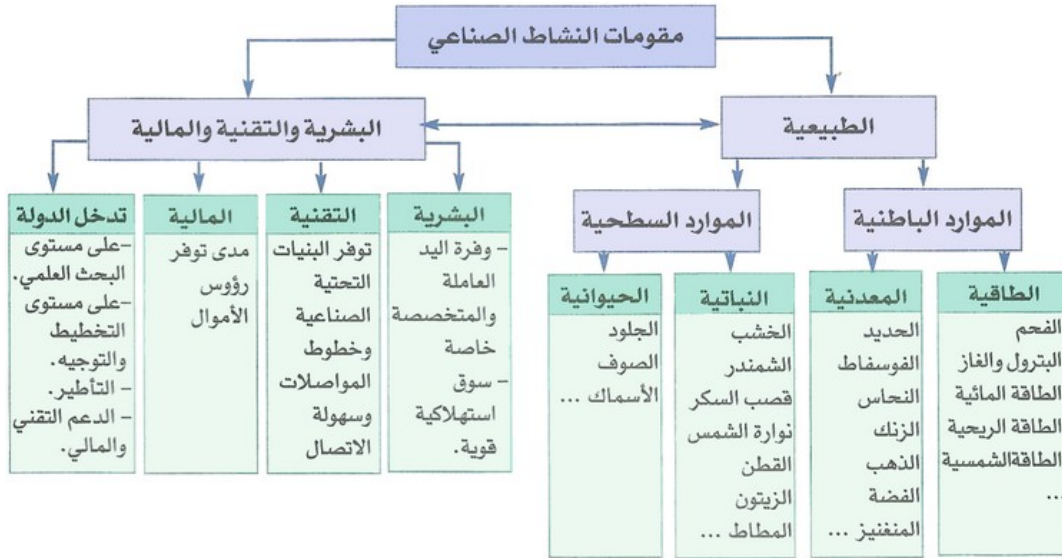 مقومات النشاط الصناعي
الطبيعية
البشرية والتقنية والمالية
الموارد الباطنية
الموارد السطحية
الطاقية
الفحم
البترول والغاز
الطاقة المائية
الطاقة الريحية
الطاقةالشمسية
...
المعدنية
الحديد
الفوسفاط
النحاس
الزنك
الذهب
الفضة
المنغنيز ...
النباتية
الخشب
الشمندر
قصب السكر
نوارة الشمس
القطن
الزيتون
المطاط ...
الحيوانية
الجلود
الصوف
الأسماك ...
البشرية
– وفرة اليد
العاملة
والمتخصصة
خاصة
– سوق
استهلاكية
قوية.
التقنية
توفر البنيات
التحتية
الصناعية
وخطوط
المواصلات
وسهولة
الاتصال
المالية
مدى توفر
رؤوس
الأموال
تدخل الدولة
–على مستوى
البحث العلمي.
–على مستوى
التخطيط
والتوجيه.
– التأطير.
– الدعم التقني
والمالي.